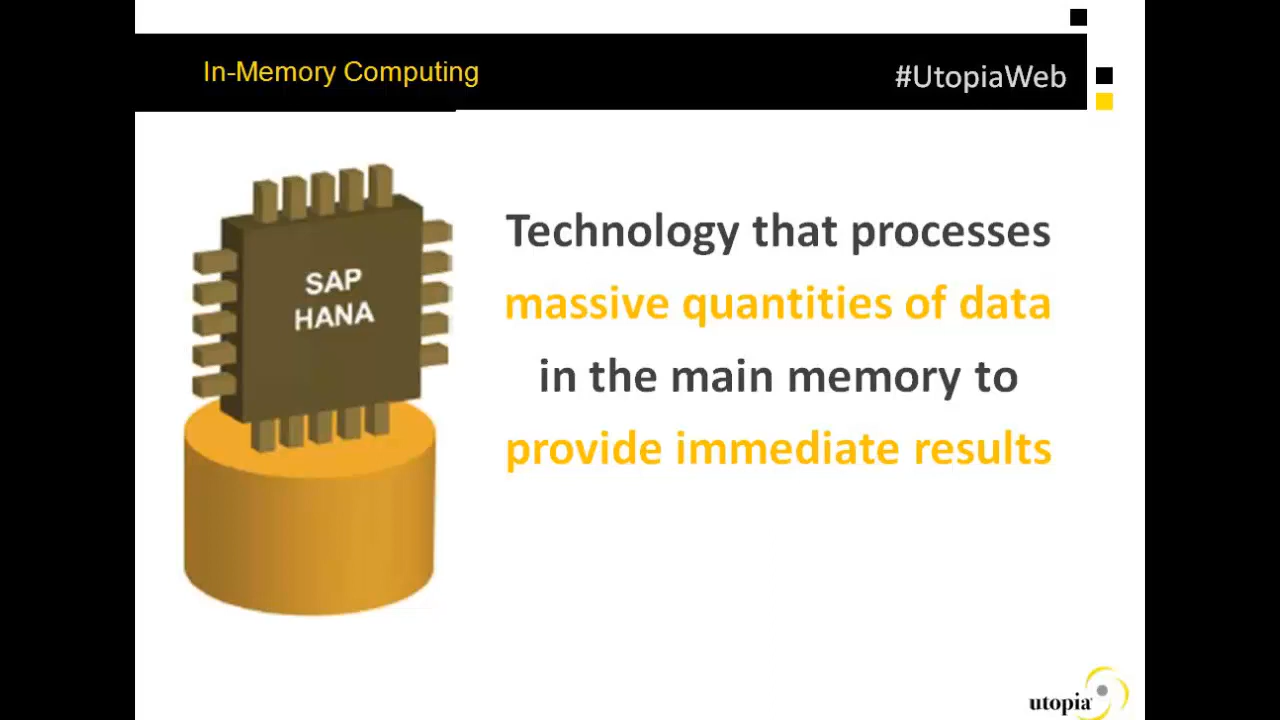 In-Memory Computing
#UtopiaWeb
SAP
HANA
Technology that processes
massive quantities of data
in the main memory to
provide immediate results
utopia